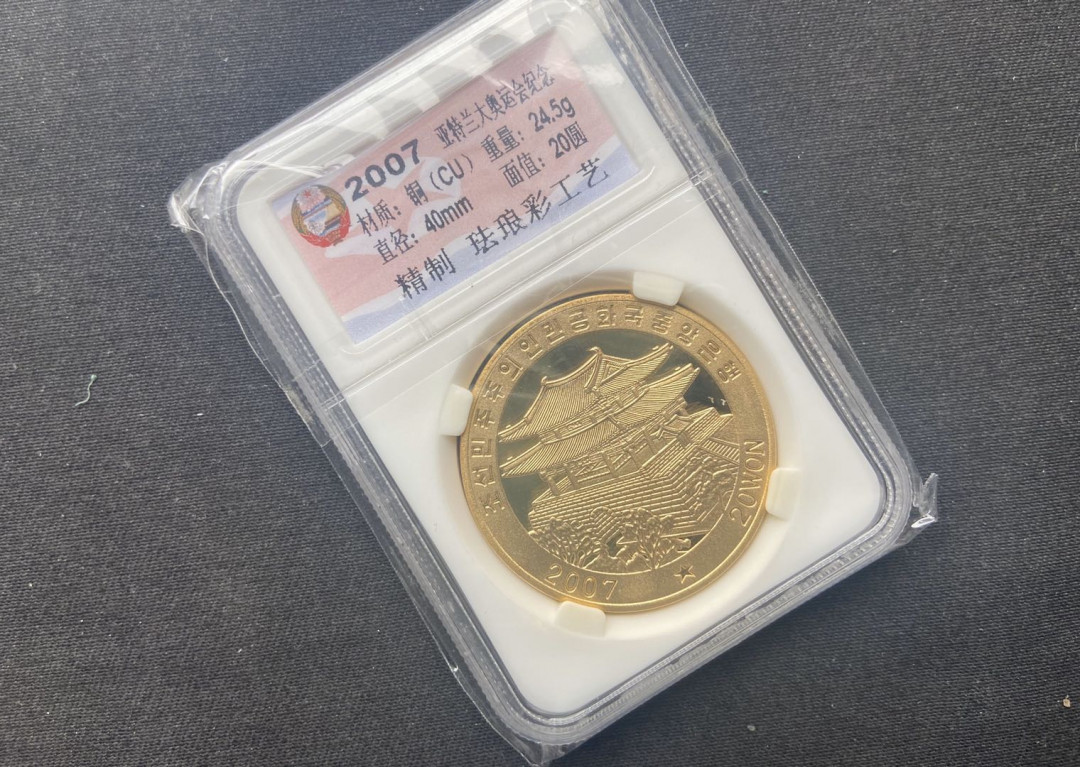 2007 亚特兰大奥运会纪念
材质：铜（CU） 重量：24.5g
直径：40mm 面值：20圆
精制 珐琅彩工艺
조선민주주의인민공화국중앙은행
20WON
2007